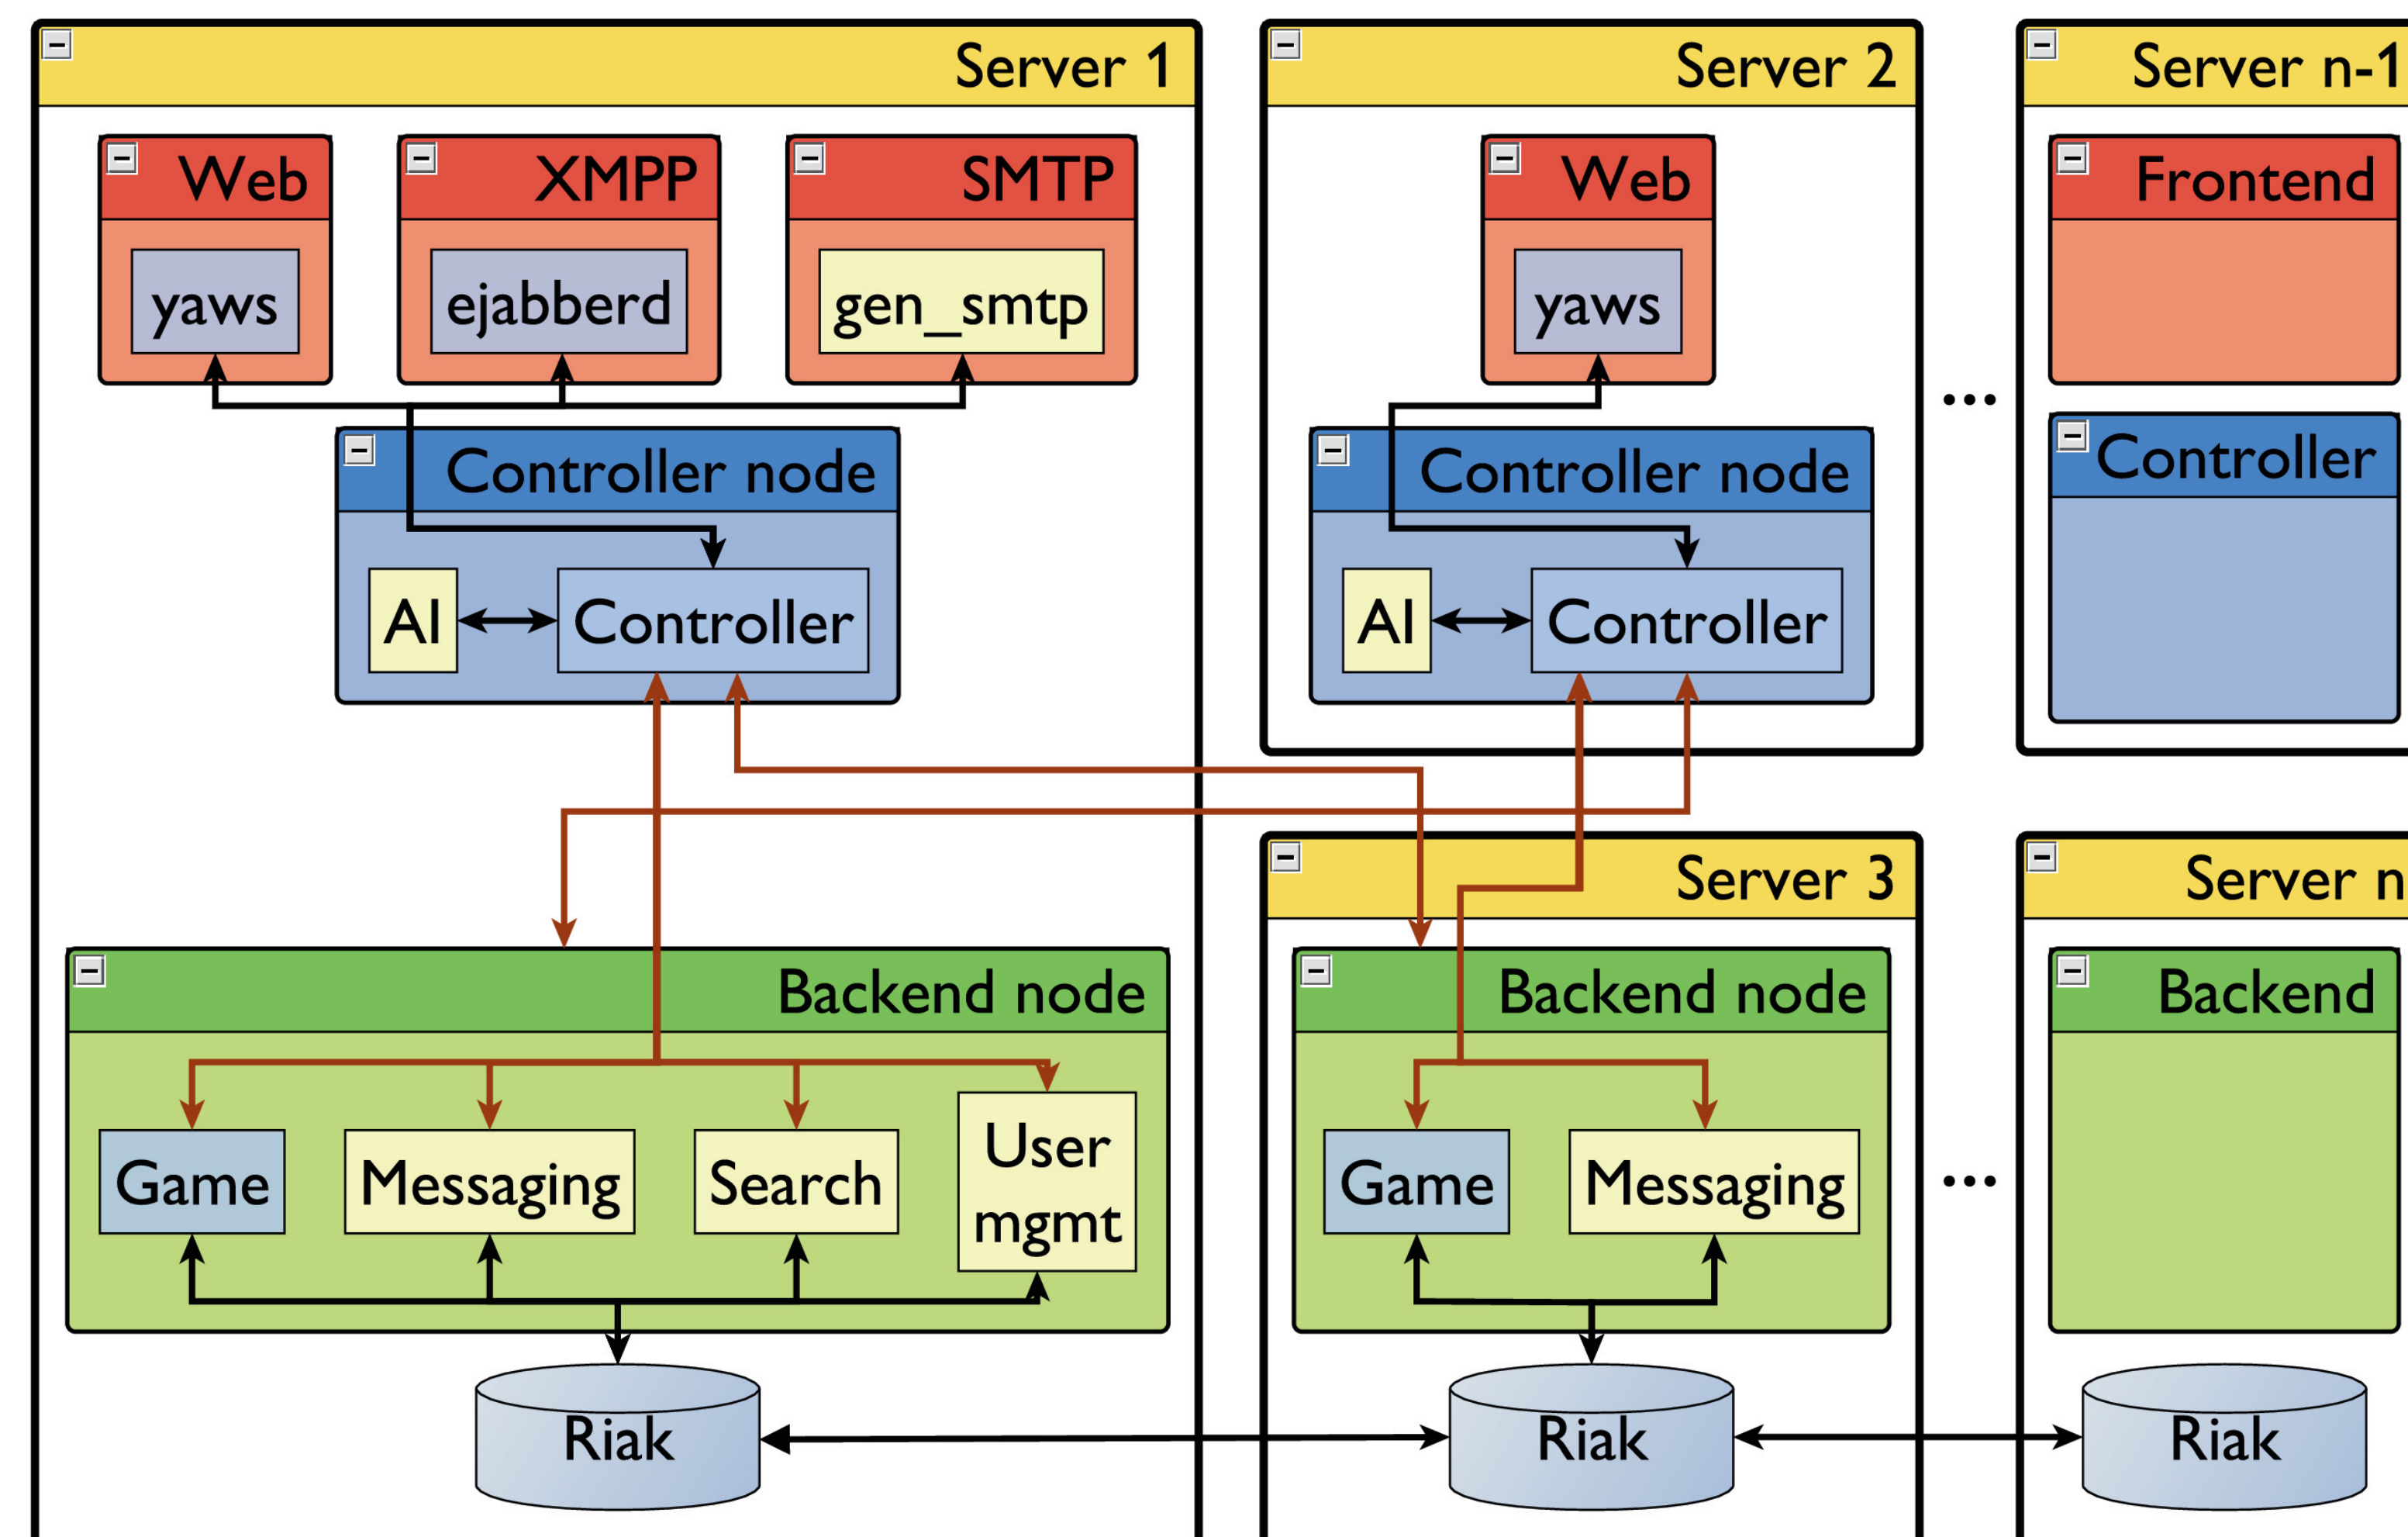 Server 1
Server 2
Server n-1
Web
XMPP
SMTP
Web
Frontend
yaws
ejabberd
gen_smtp
yaws
...
Controller node
Controller node
Controller
AI
Controller
AI
Controller
Server 3
Server n
Backend node
Backend node
Backend
Game
Messaging
Search
User
mgmt
Game
Messaging
...
Riak
Riak
Riak